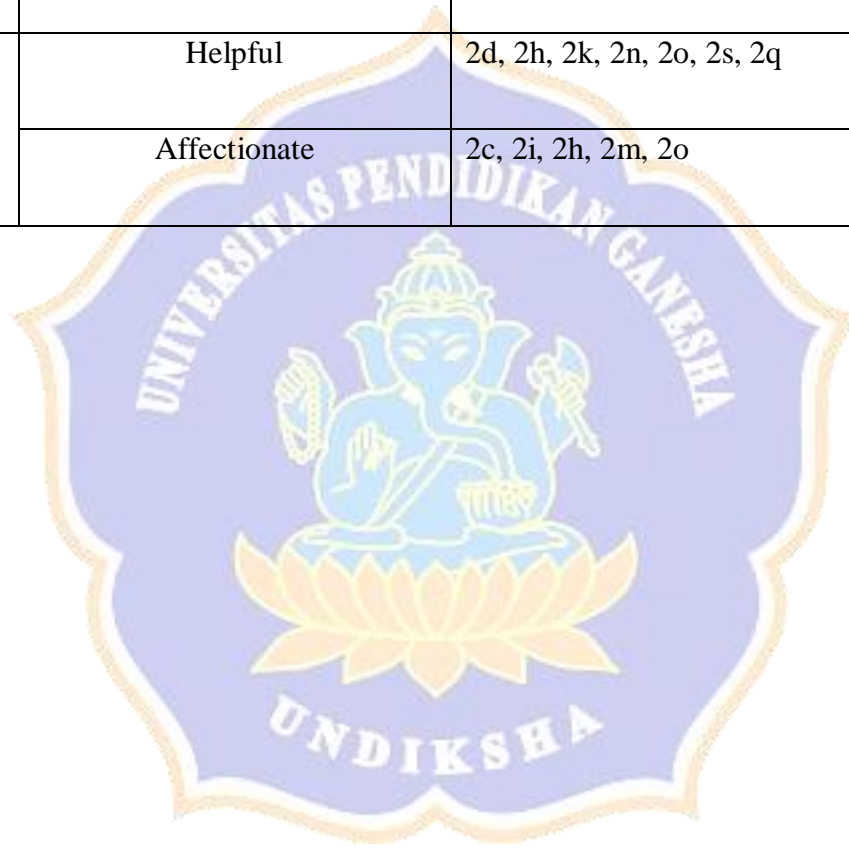 Helpful 2d, 2h, 2k, 2n, 2o, 2s, 2q
Affectionate 2c, 2i, 2h, 2m, 2o
UNIVERSITAS PENDIDIKAN GANESHA
UNDIKSHA